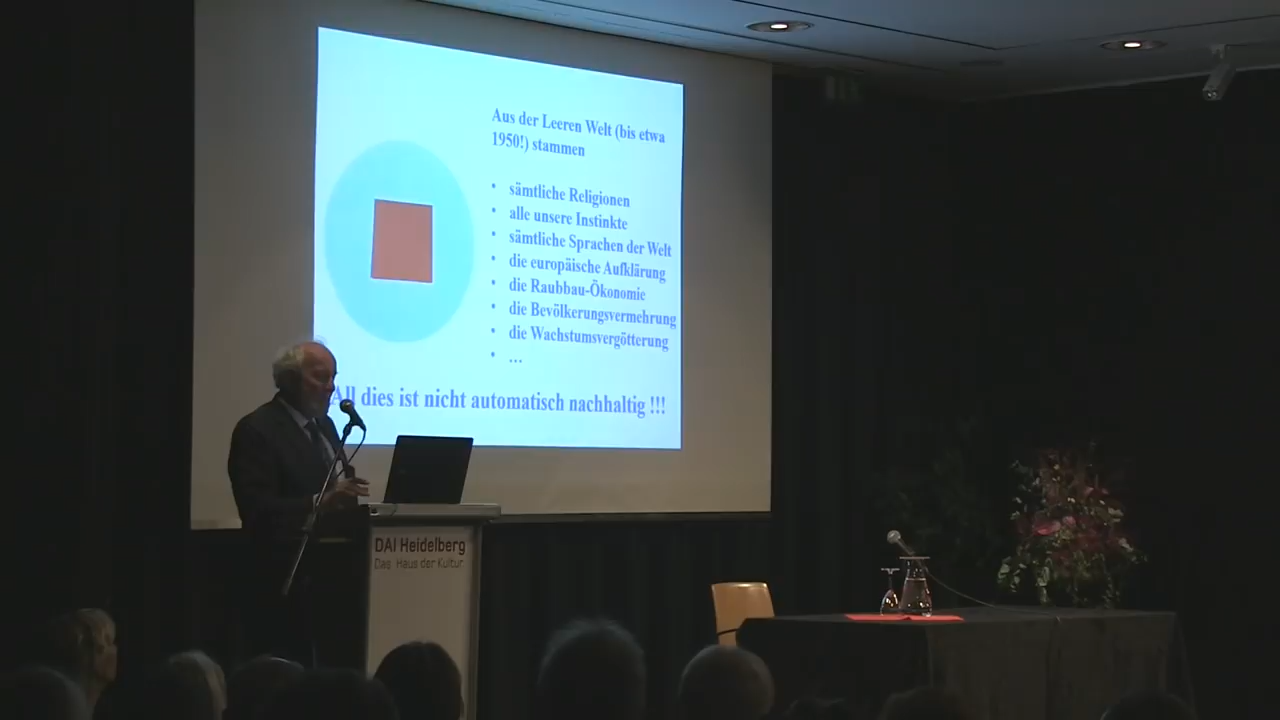 Aus der Leeren Welt (bis etwa
1950!) stammen
• sämtliche Religionen
• alle unsere Instinkte
• sämtliche Sprachen der Welt
• die europäische Aufklärung
• die Raubbau-Ökonomie
• die Bevölkerungsvermehrung
• die Wachstumsvergötterung
• ...
All dies ist nicht automatisch nachhaltig !!!
DAI Heidelberg
Das Haus der Kultur